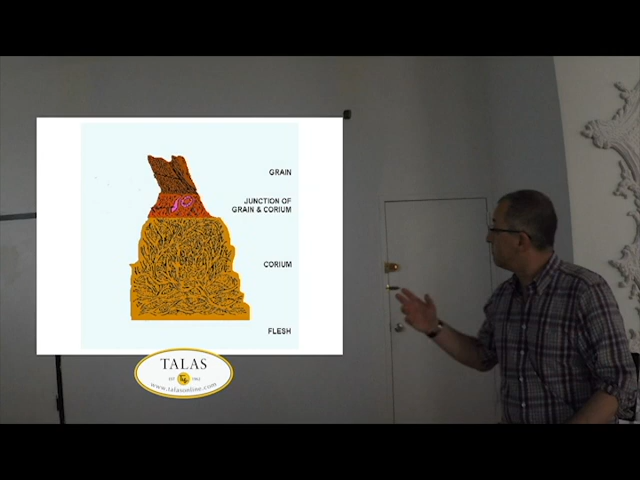 GRAIN
JUNCTION OF
GRAIN & CORIUM
CORIUM
FLESH
TALAS
www.talasonline.com